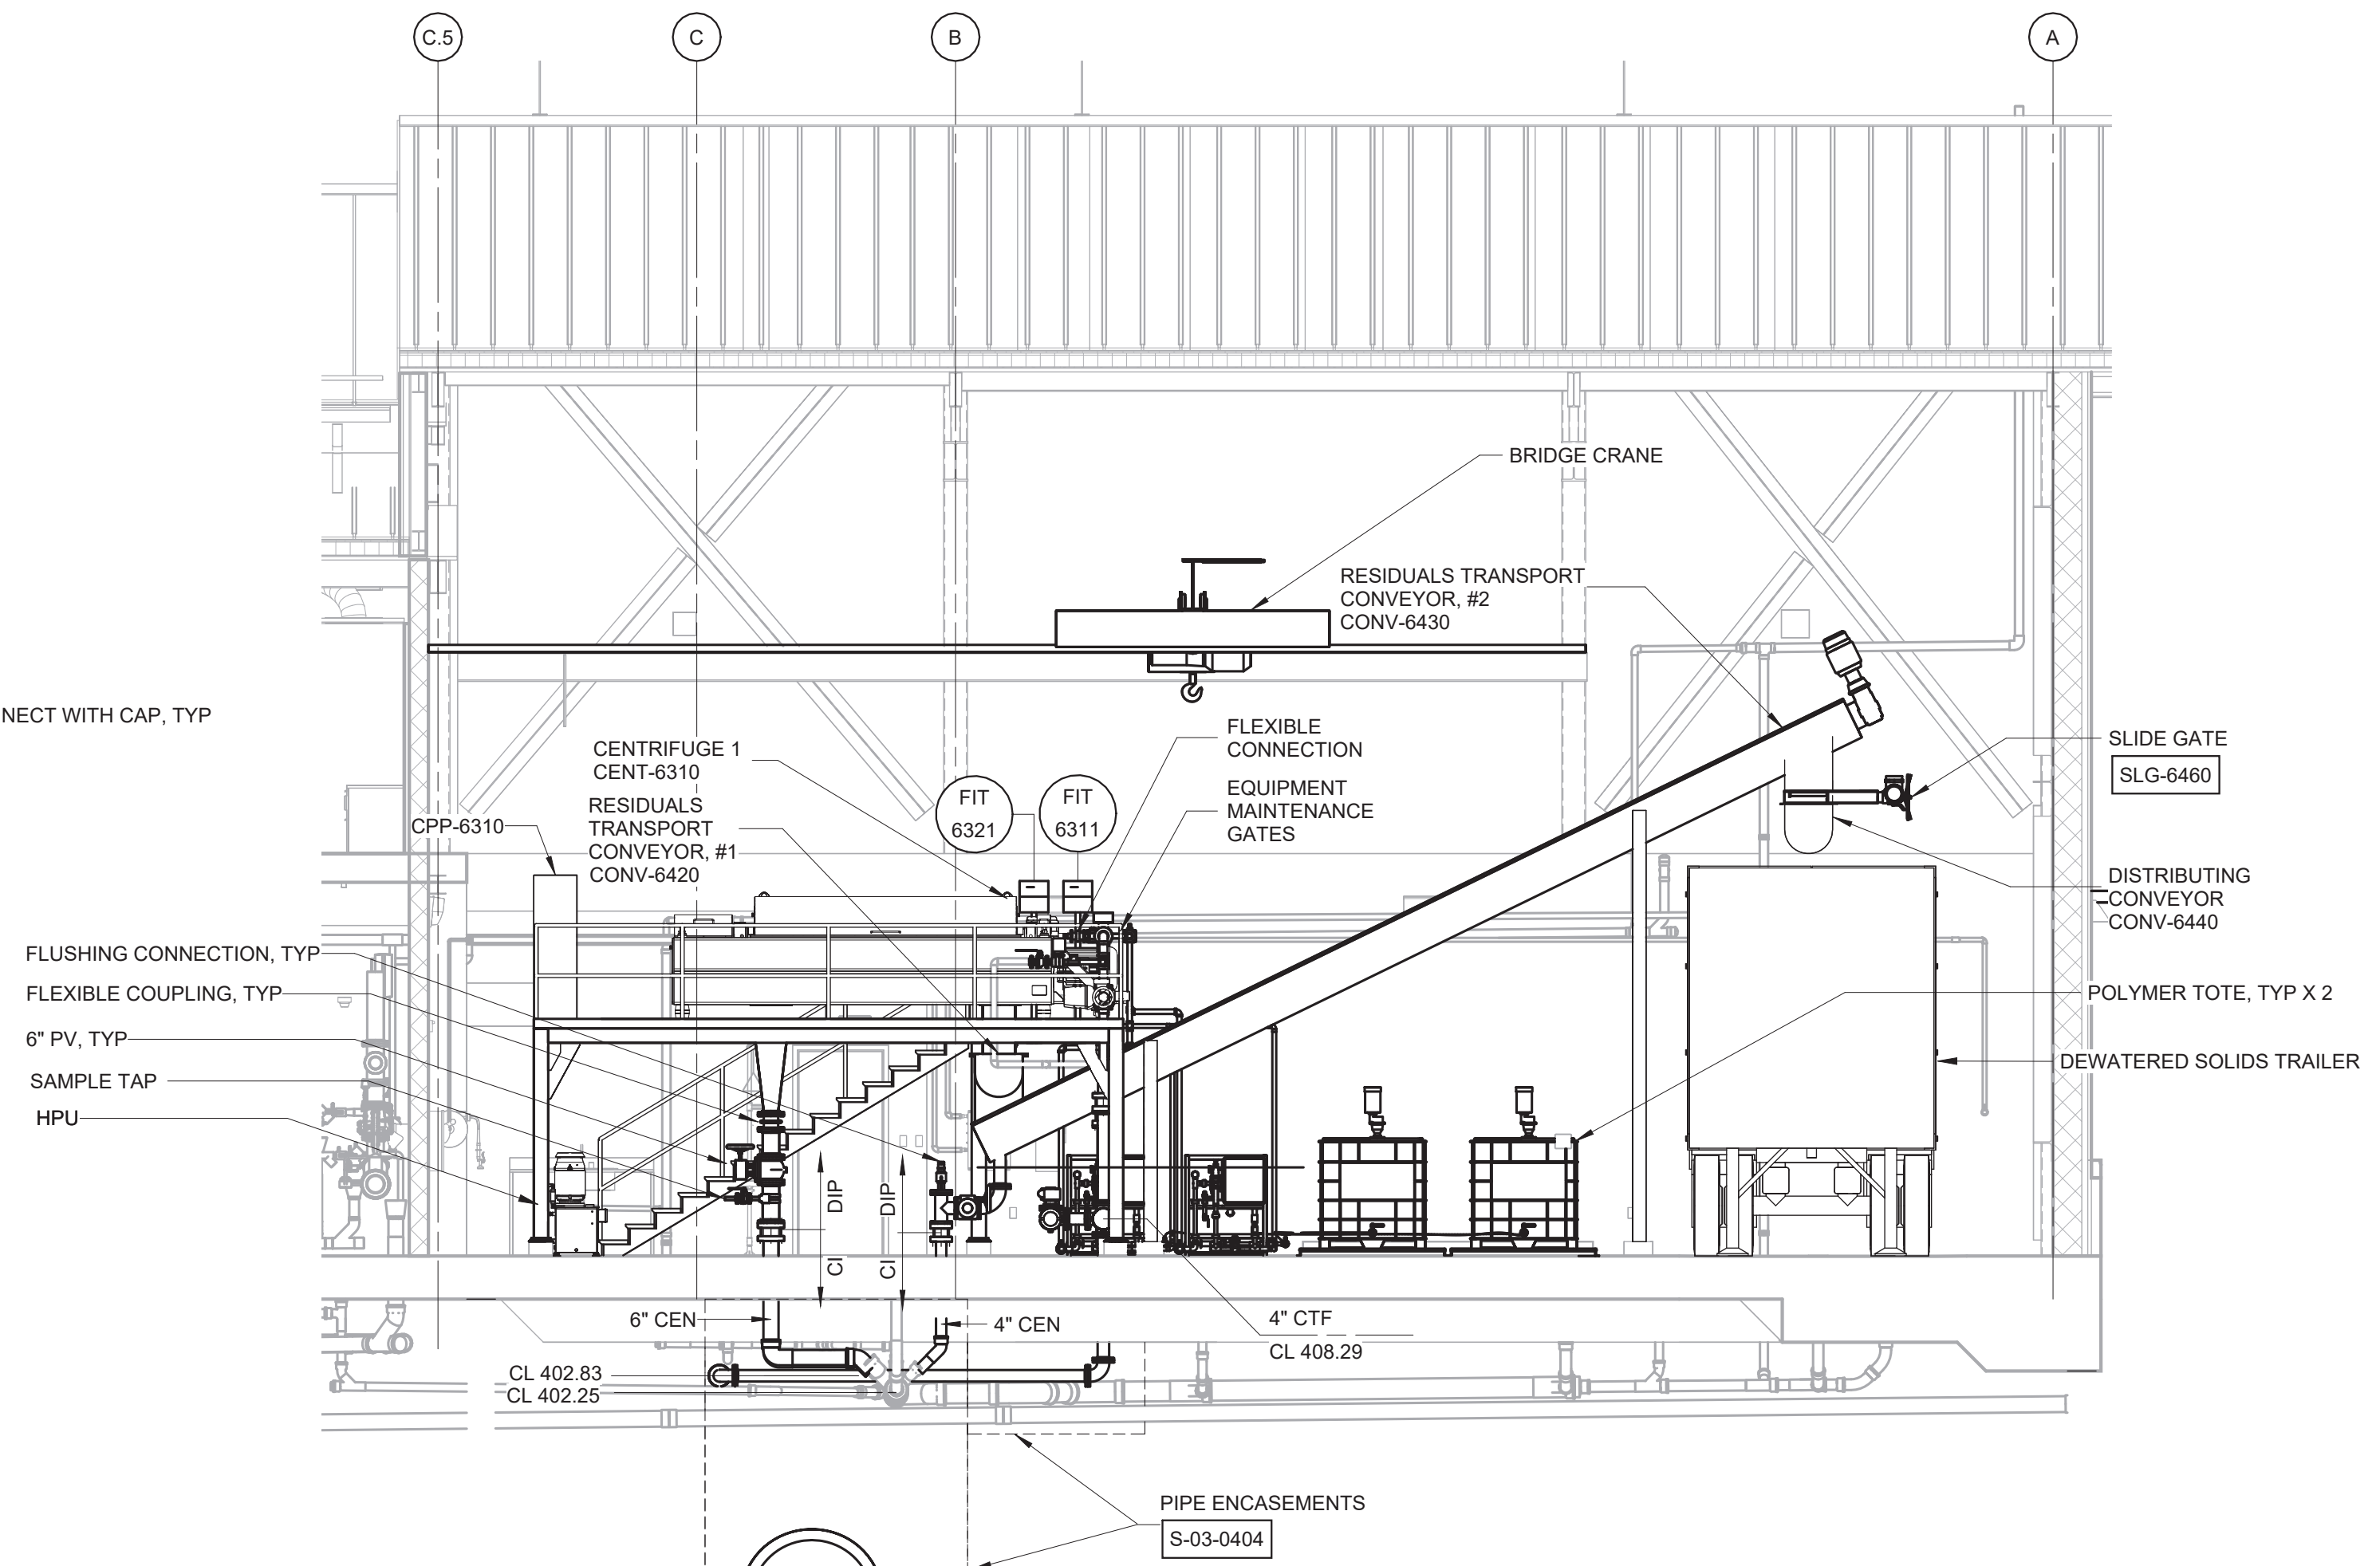 C.5
C
B
A
BRIDGE CRANE
RESIDUALS TRANSPORT
CONVEYOR, #2
CONV-6430
NECT WITH CAP, TYP
FLEXIBLE
CONNECTION
SLIDE GATE
SLG-6460
CENTRIFUGE 1
CENT-6310
EQUIPMENT
MAINTENANCE
GATES
FIT
6321
FIT
6311
RESIDUALS
TRANSPORT
CONVEYOR, #1
CONV-6420
CPP-6310
DISTRIBUTING
CONVEYOR
CONV-6440
FLUSHING CONNECTION, TYP
FLEXIBLE COUPLING, TYP
POLYMER TOTE, TYP X 2
6" PV, TYP
DEWATERED SOLIDS TRAILER
SAMPLE TAP
HPU
DIP
CI
DIP
CI
6" CEN
4" CEN
4" CTF
CL 408.29
CL 402.83
CL 402.25
PIPE ENCASEMENTS
S-03-0404